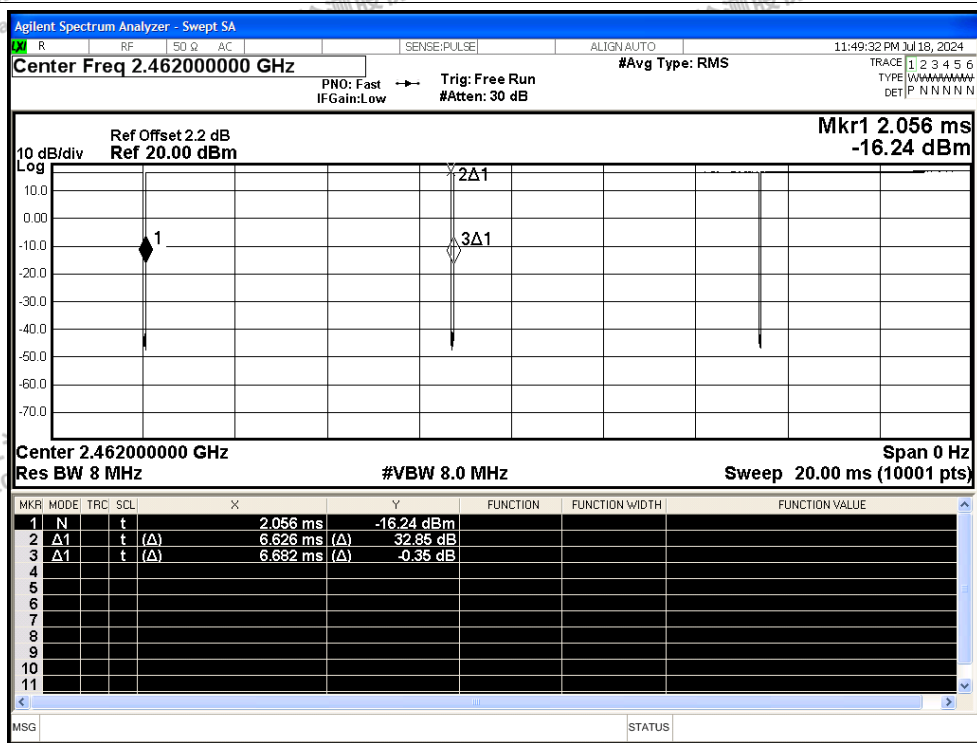 Agilent Spectrum Analyzer - Swept SA
LXI R RF 50 Ω AC SENSE:PULSE ALIGN AUTO 11:49:32 PM Jul 18, 2024
Center Freq 2.462000000 GHz
PNO: Fast
IFGain:Low
Trig: Free Run
#Atten: 30 dB
#Avg Type: RMS
TRACE 1 2 3 4 5 6
TYPE
DET P N N N N N
Ref Offset 2.2 dB
10 dB/div Ref 20.00 dBm
Mkr1 2.056 ms
-16.24 dBm
Log
2Δ1
10.0
0.00
1 3Δ1
-10.0
-20.0
-30.0
-40.0
-50.0
-60.0
-70.0
Center 2.462000000 GHz Span 0 Hz
Res BW 8 MHz #VBW 8.0 MHz Sweep 20.00 ms (10001 pts)
MKR MODE TRC SCL X Y FUNCTION FUNCTION WIDTH FUNCTION VALUE
1 N t 2.056 ms -16.24 dBm
2 Δ1 t (Δ) 6.626 ms (Δ) 32.85 dB
3 Δ1 t (Δ) 6.682 ms (Δ) -0.35 dB
4
5
6
7
8
9
10
11
MSG STATUS